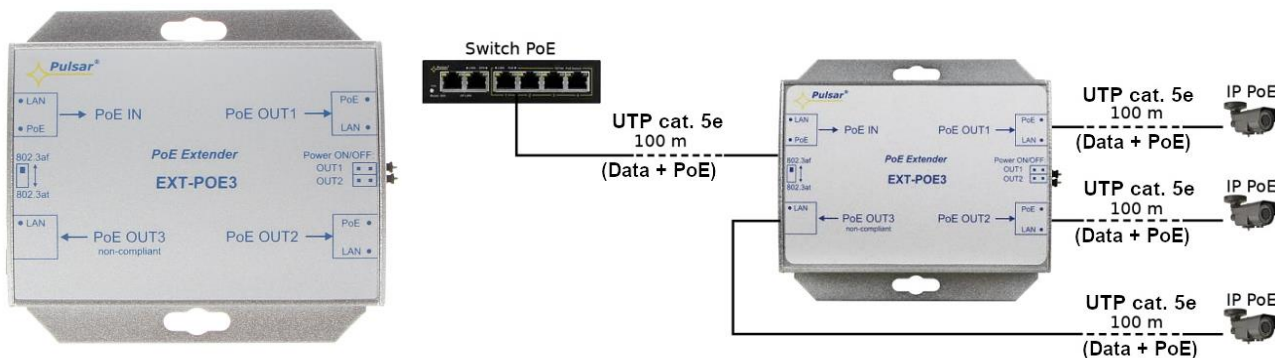 Pulsar®
• LAN
• PoE
PoE IN
PoE OUT1
PoE •
LAN •
802.3af
802.3at
PoE Extender
EXT-POE3
Power ON/OFF:
OUT1
OUT2
• LAN
PoE OUT3
non-compliant
PoE OUT2
PoE •
LAN •
Switch PoE
UTP cat. 5e
100 m
(Data + PoE)
Pulsar®
• LAN
• PoE
PoE IN
PoE OUT1
PoE •
LAN •
802.3af
802.3at
PoE Extender
EXT-POE3
Power ON/OFF:
OUT1
OUT2
• LAN
PoE OUT3
non-compliant
PoE OUT2
PoE •
LAN •
UTP cat. 5e
100 m
(Data + PoE)
IP PoE
UTP cat. 5e
100 m
(Data + PoE)
IP PoE
UTP cat. 5e
100 m
(Data + PoE)
IP PoE